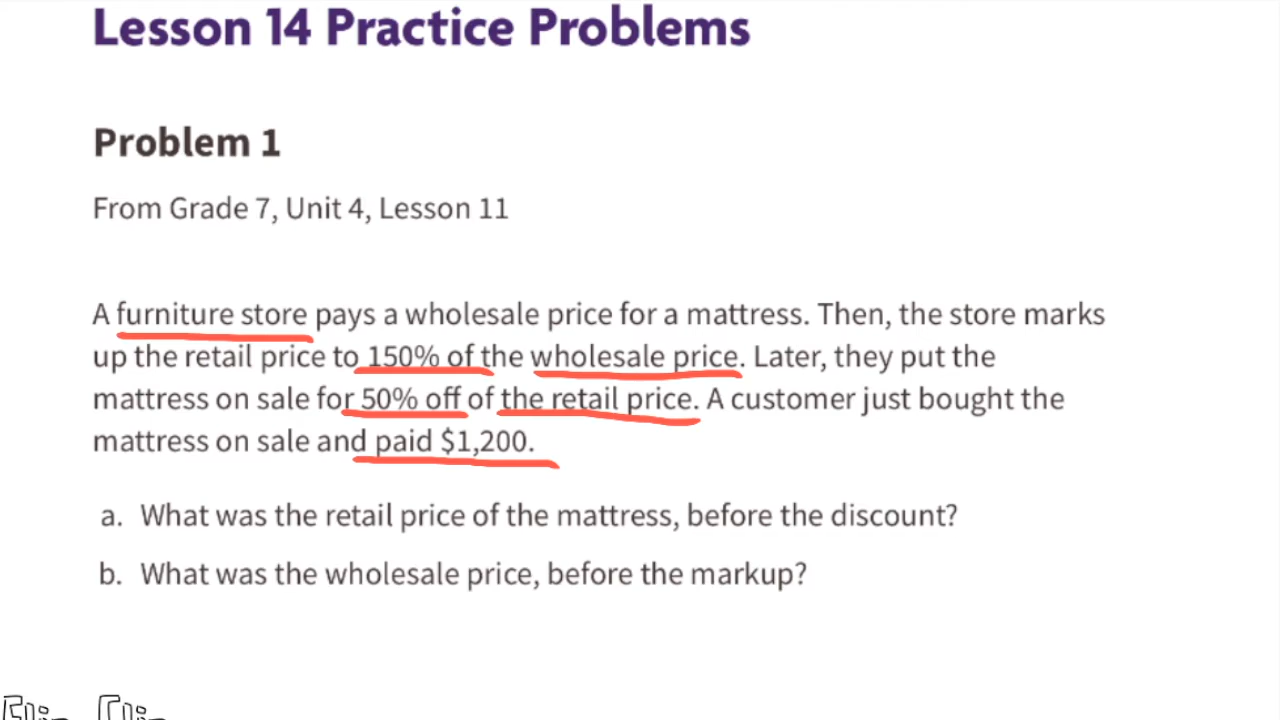 Lesson 14 Practice Problems
Problem 1
From Grade 7, Unit 4, Lesson 11
A furniture store pays a wholesale price for a mattress. Then, the store marks
up the retail price to 150% of the wholesale price. Later, they put the
mattress on sale for 50% off of the retail price. A customer just bought the
mattress on sale and paid $1,200.
a. What was the retail price of the mattress, before the discount?
b. What was the wholesale price, before the markup?